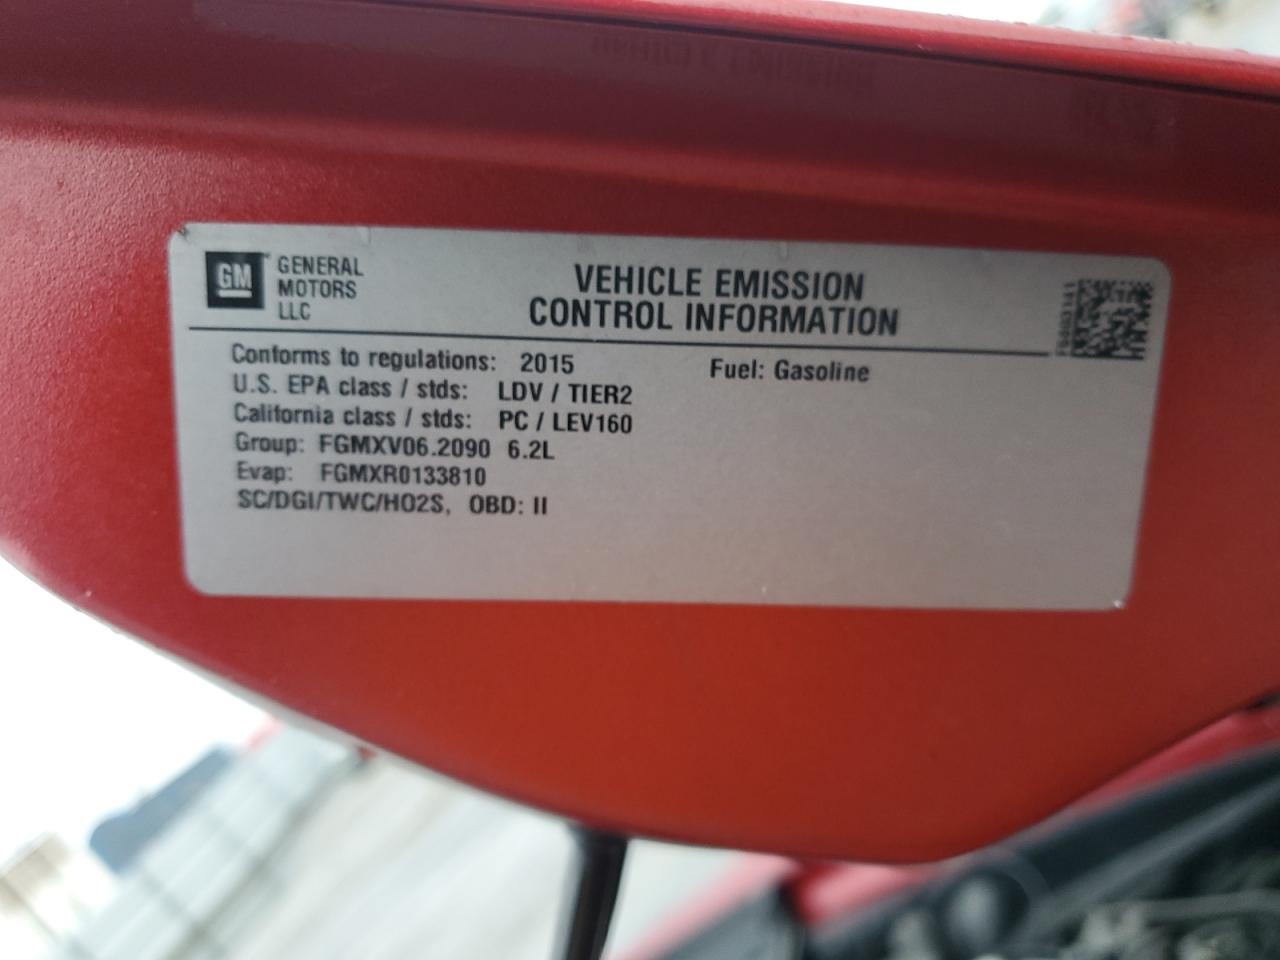 GM
GENERAL
MOTORS
LLC
VEHICLE EMISSION
CONTROL INFORMATION
Conforms to regulations: 2015 Fuel: Gasoline
U.S. EPA class / stds: LDV / TIER2
California class / stds: PC / LEV160
Group: FGMXV06.2090 6.2L
Evap: FGMXR0133810
SC/DGI/TWC/HO2S, OBD: II